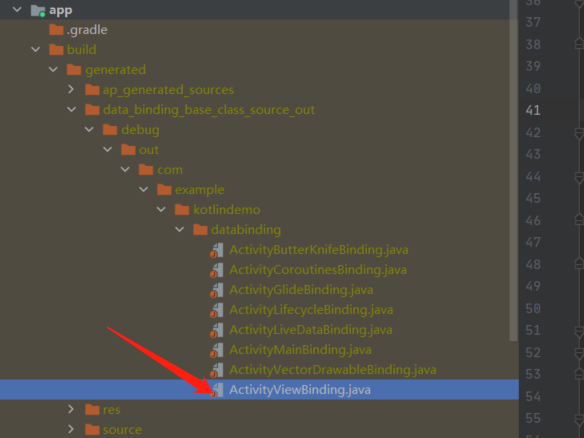 app
.gradle
build
generated
ap_generated_sources
data_binding_base_class_source_out
debug
out
com
example
kotlindemo
databinding
ActivityButterKnifeBinding.java
ActivityCoroutinesBinding.java
ActivityGlideBinding.java
ActivityLifecycleBinding.java
ActivityLiveDataBinding.java
ActivityMainBinding.java
ActivityVectorDrawableBinding.java
ActivityViewBinding.java
res
source
36
37
38
39
40
41
42
43
44
45
46
47
48
49
50
51
52
53
54
55